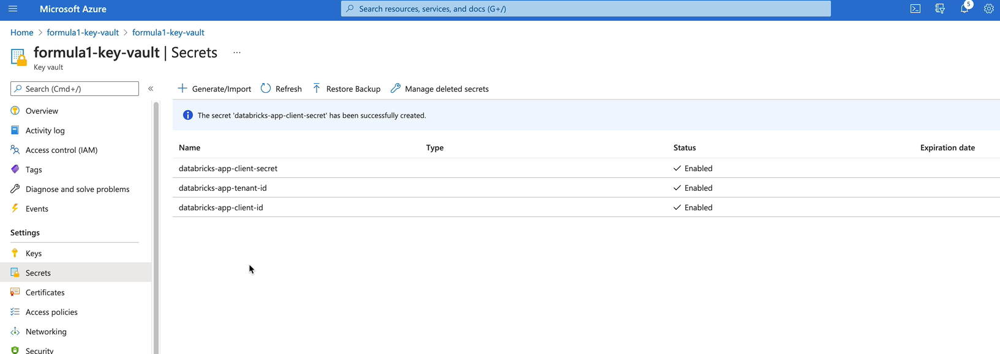 Microsoft Azure
Search resources, services, and docs (G+/)
5
Home > formula1-key-vault > formula1-key-vault
formula1-key-vault | Secrets ...
Key vault
Search (Cmd+/)
«
Generate/Import Refresh Restore Backup Manage deleted secrets
Overview
Activity log
Access control (IAM)
Tags
Diagnose and solve problems
Events
Settings
Keys
Secrets
Certificates
Access policies
Networking
Security
The secret 'databricks-app-client-secret' has been successfully created.
Name Type Status Expiration date
databricks-app-client-secret Enabled
databricks-app-tenant-id Enabled
databricks-app-client-id Enabled